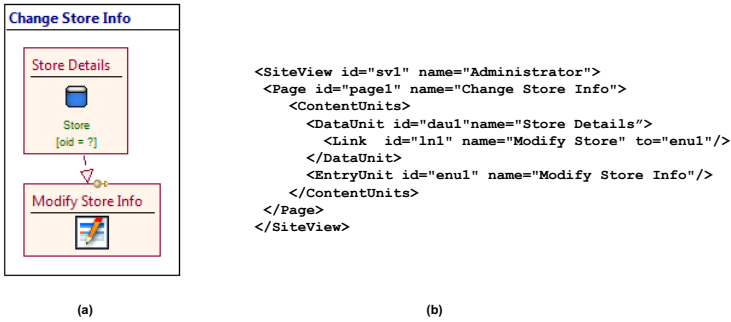 Change Store Info
Store Details
Store
[oid = ?]
Modify Store Info
(a)
<SiteView id="sv1" name="Administrator">
<Page id="page1" name="Change Store Info">
<ContentUnits>
<DataUnit id="dau1"name="Store Details”>
<Link  id="ln1" name="Modify Store" to="enu1"/>
</DataUnit>
<EntryUnit id="enu1" name="Modify Store Info"/>
</ContentUnits>
</Page>
</SiteView>
(b)